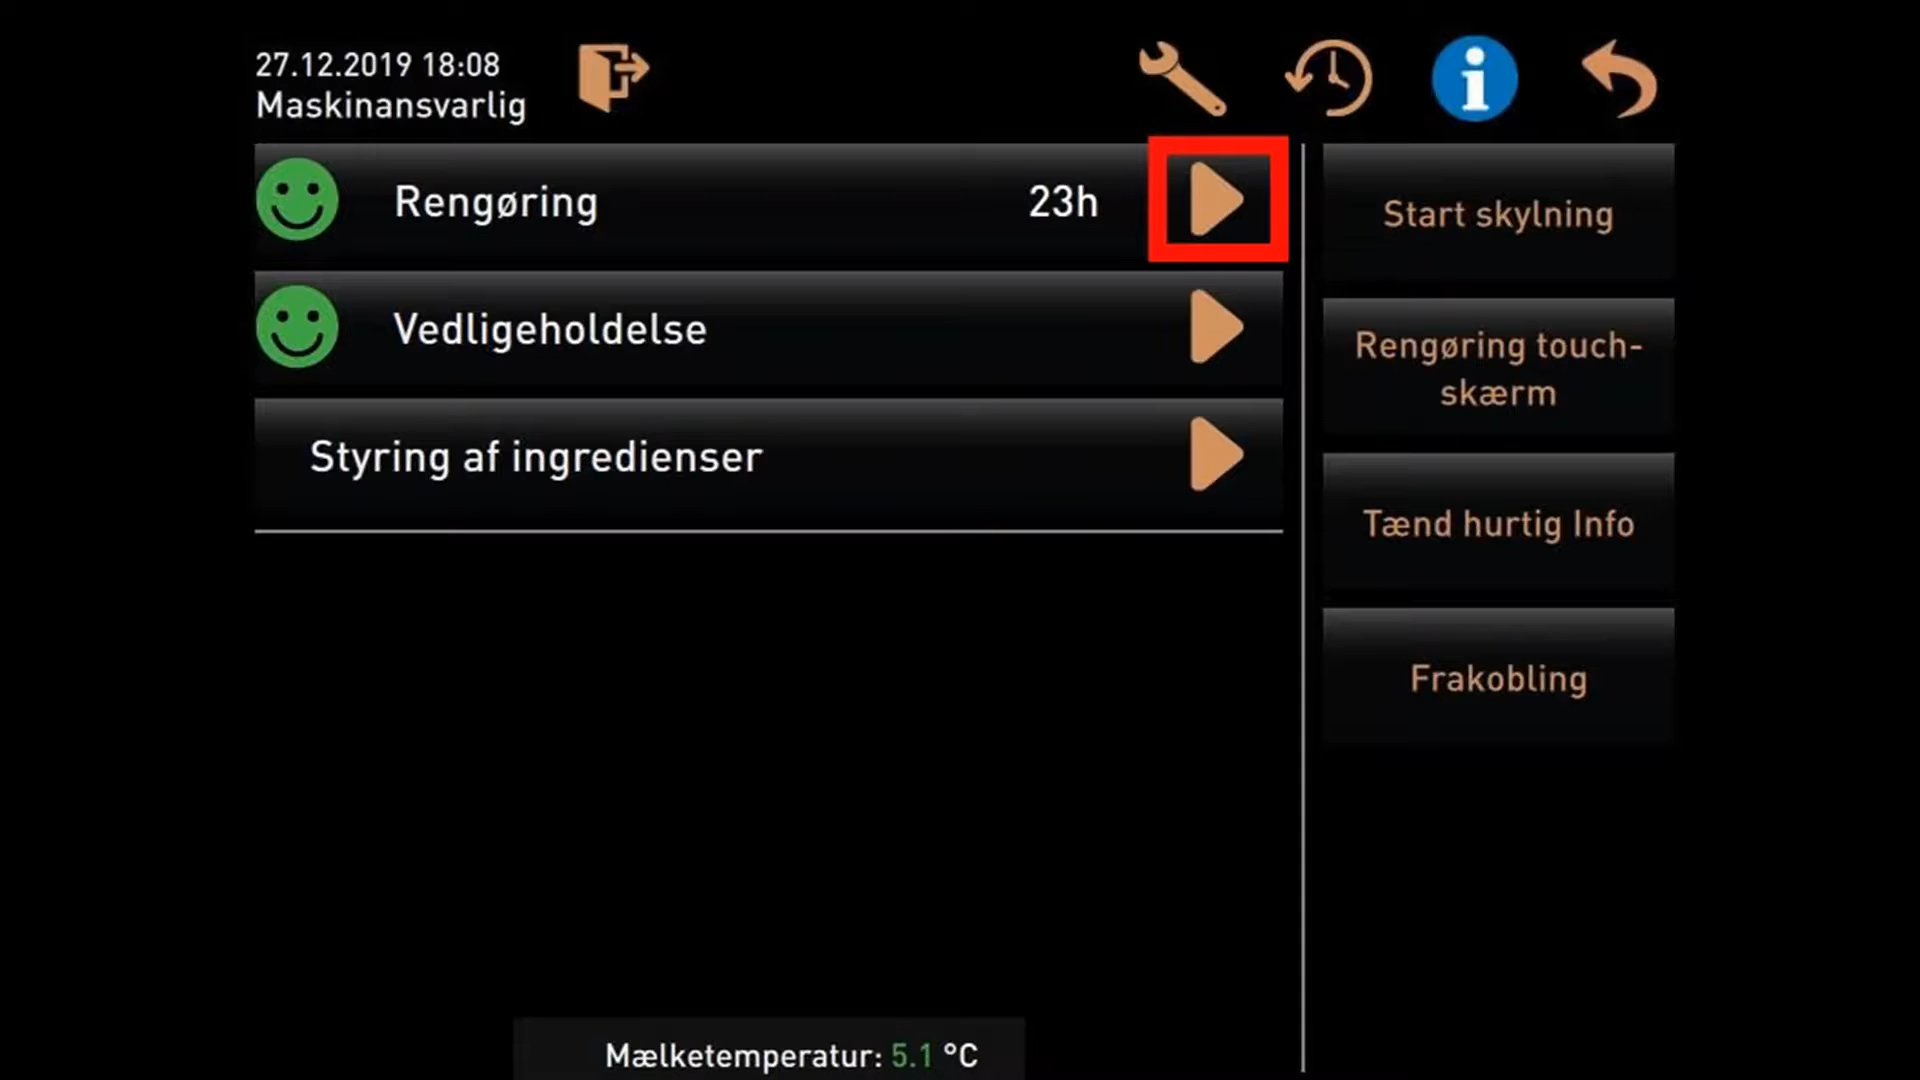 27.12.2019 18:08
Maskinansvarlig
Rengøring 23h
Vedligeholdelse
Styring af ingredienser
Start skylning
Rengøring touch-
skærm
Tænd hurtig Info
Frakobling
Mælketemperatur: 5.1 °C